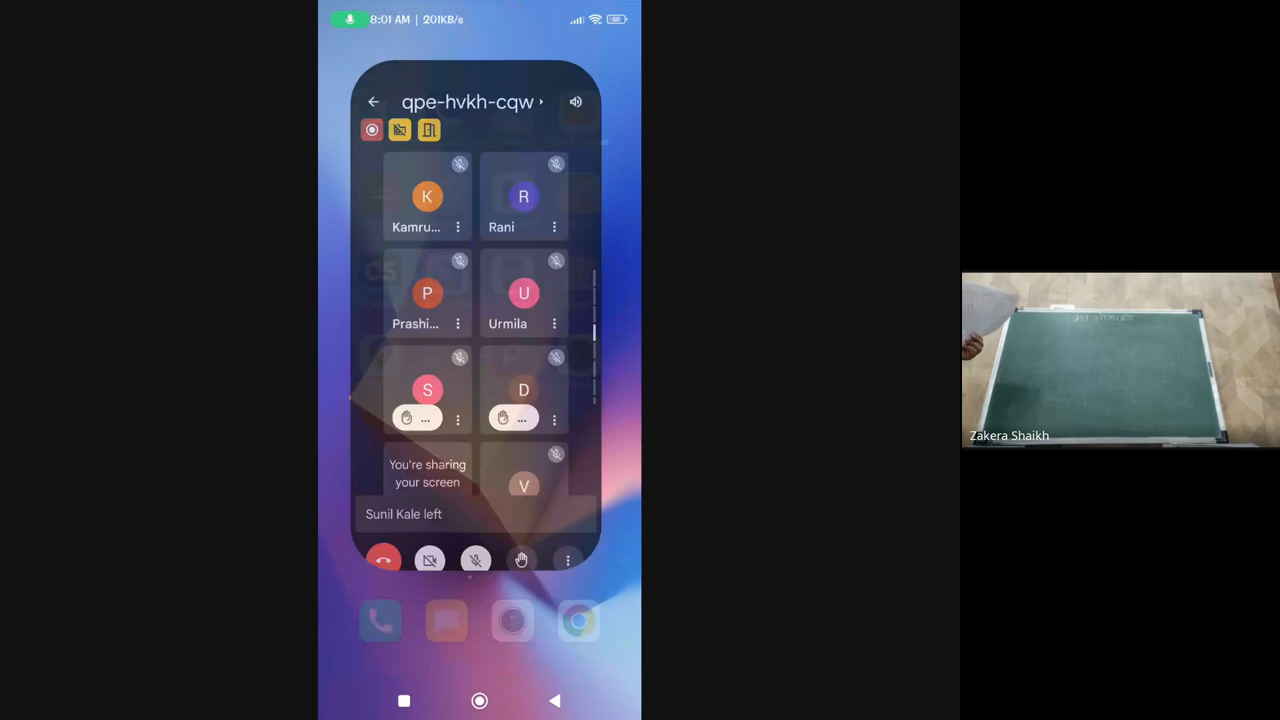 8:01 AM | 201KB/s
qpe-hvkh-cqw
K
Kamru...
R
Rani
P
Prashi...
U
Urmila
S
...
D
...
You're sharing
your screen
V
Sunil Kale left
Zakera Shaikh